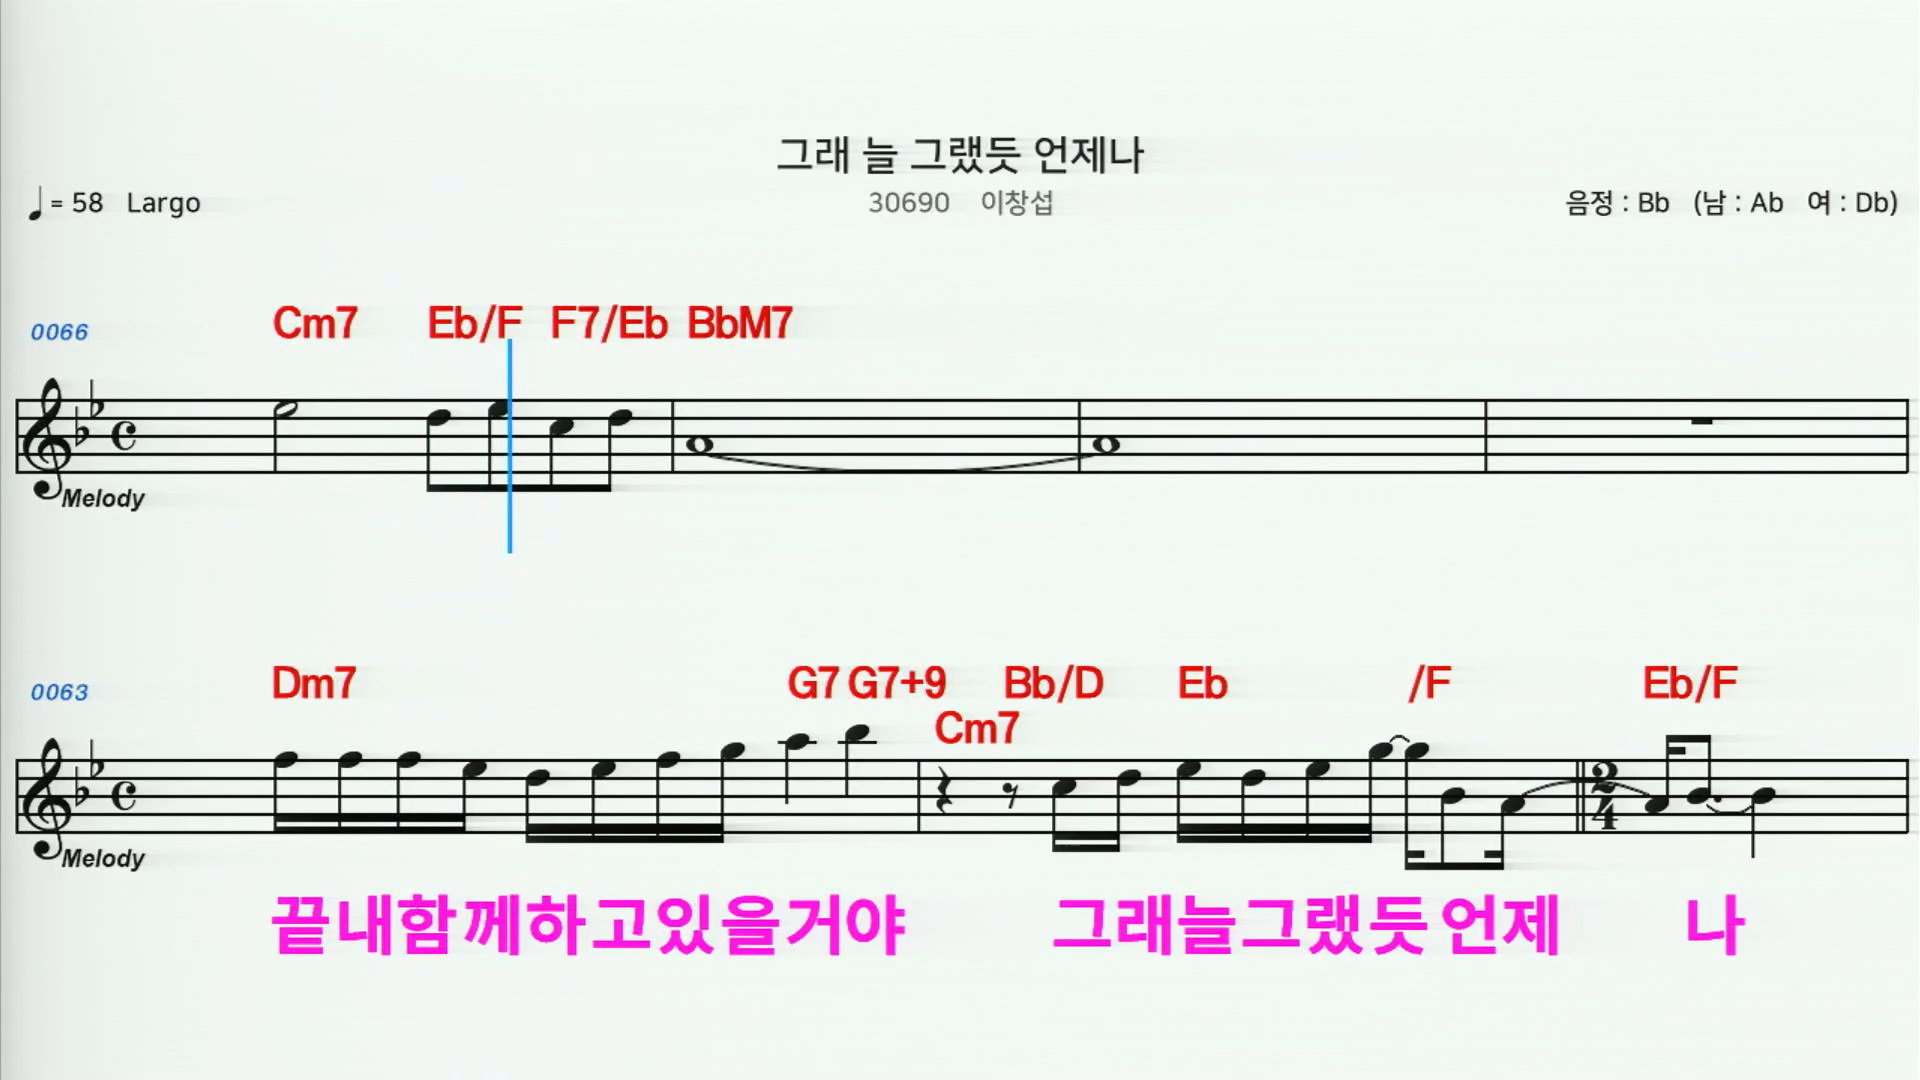 그래 늘 그랬듯 언제나
♩= 58 Largo
30690 이창섭
음정 : Bb (남 : Ab 여 : Db)
0066
Cm7 Eb/F F7/Eb BbM7
Melody
0063
Dm7 G7 G7+9 Bb/D Eb /F Eb/F
Cm7
2
4
Melody
끝내함께하고있을거야 그래늘그랬듯언제 나